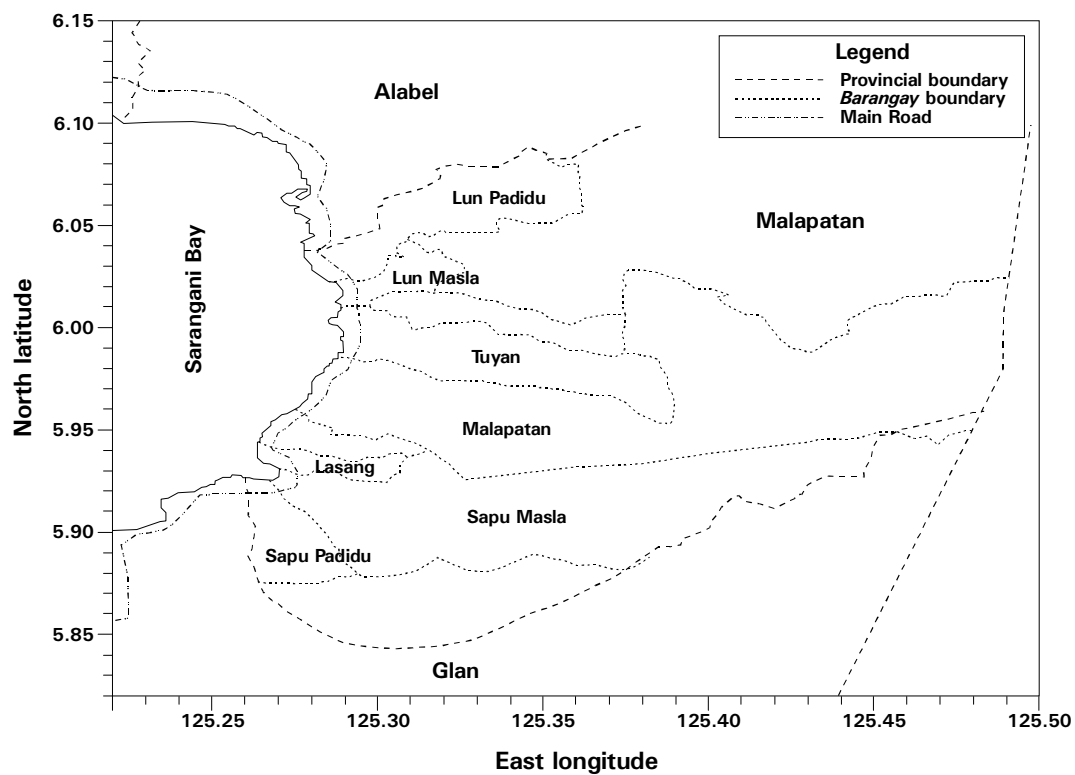 6.15
6.10
6.05
6.00
5.95
5.90
5.85
North latitude
Legend
Provincial boundary
Barangay boundary
Main Road
Alabel
Lun Padidu
Malapatan
Sarangani Bay
Lun Masla
Tuyan
Malapatan
Lasang
Sapu Masla
Sapu Padidu
Glan
125.25
125.30
125.35
125.40
125.45
125.50
East longitude